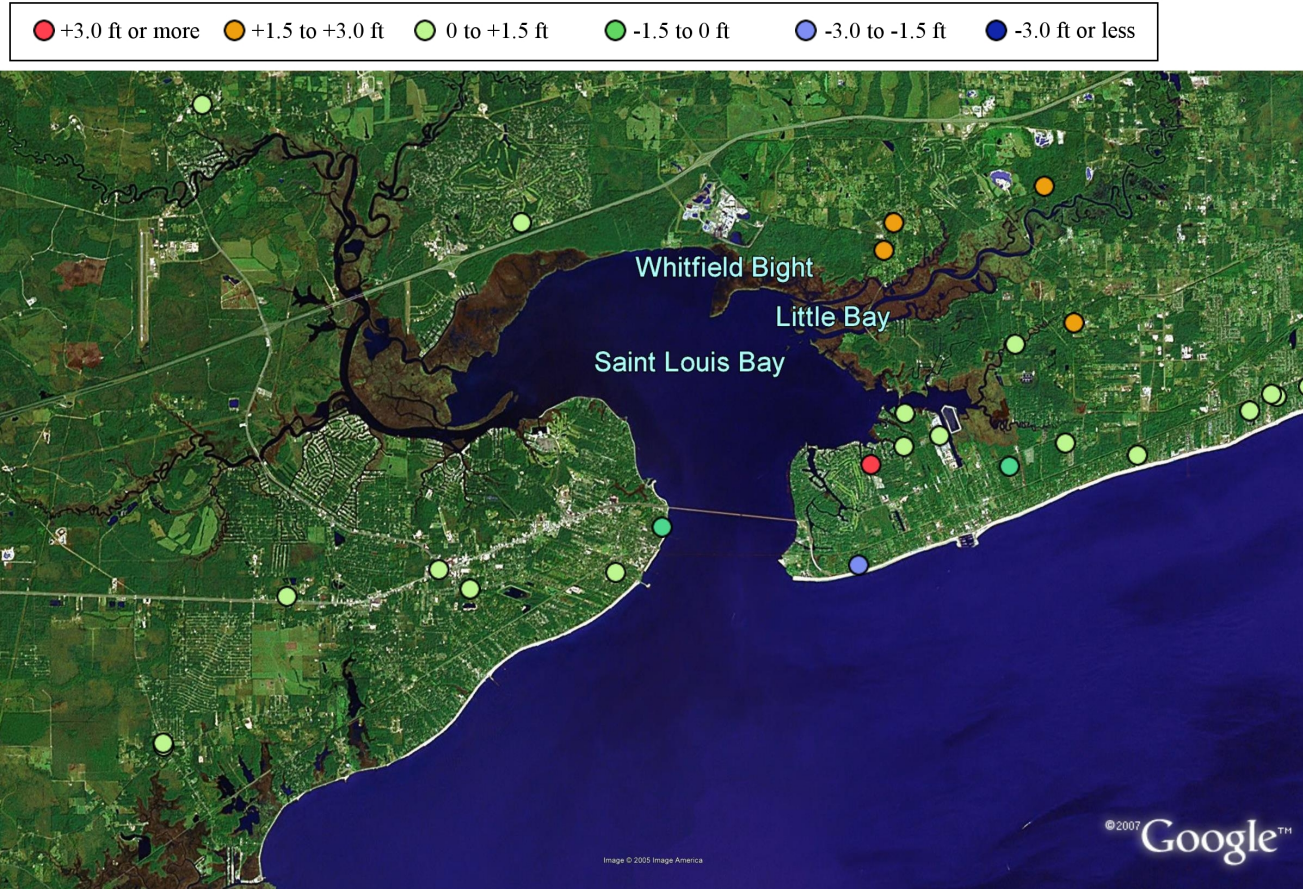 +3.0 ft or more +1.5 to +3.0 ft 0 to +1.5 ft -1.5 to 0 ft -3.0 to -1.5 ft -3.0 ft or less
Whitfield Bight
Little Bay
Saint Louis Bay
©2007 Google™
Image © 2005 Image America